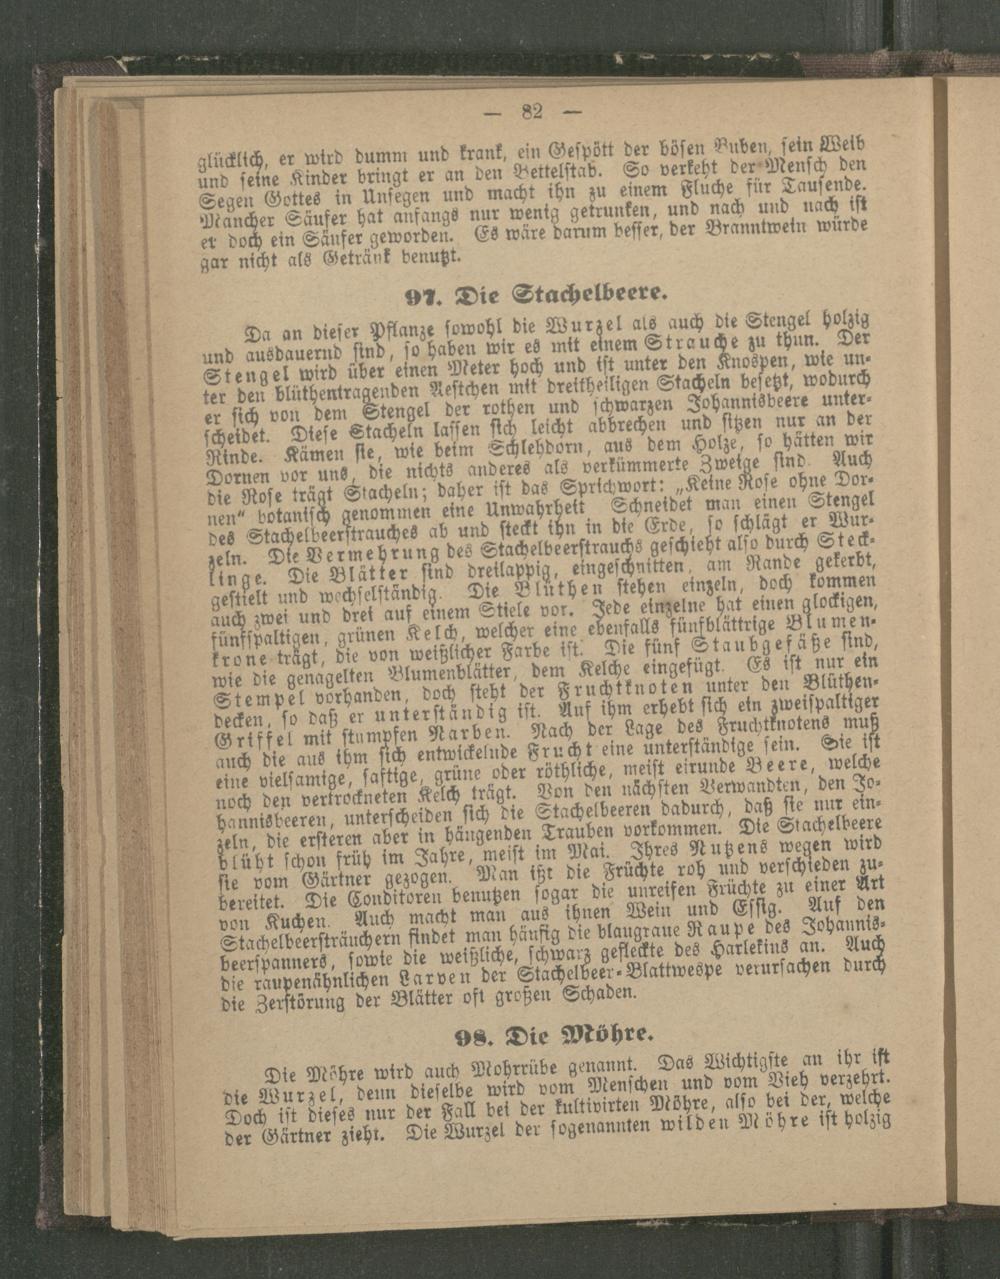 — 82 —
glücklich, er wird dumm und krank, ein Gespött der bösen Buben, sein Weib
und seine Kinder bringt er an den Bettelstab. So verkehrt der Mensch den
Segen Gottes in Unsegen und macht ihn zu einem Fluche für Tausende.
Mancher Säufer hat anfangs nur wenig getrunken, und nach und nach ist
er doch ein Säufer geworden. Es wäre darum besser, der Branntwein würde
gar nicht als Getränk benutzt.
97. Die Stachelbeere.
Da an dieser Pflanze sowohl die Wurzel als auch die Stengel holzig
und ausdauernd sind, so haben wir es mit einem Strauche zu thun. Der
Stengel wird über einen Meter hoch und ist unter den Knospen, wie un-
ter den blüthentragenden Aestchen mit dreitheiligen Stacheln besetzt, wodurch
er sich von dem Stengel der rothen und schwarzen Johannisbeere unter-
scheidet. Diese Stacheln lassen sich leicht abbrechen und sitzen nur an der
Rinde. Kämen sie, wie beim Schlehdorn, aus dem Holze, so hätten wir
Dornen vor uns, die nichts anderes als verkümmerte Zweige sind. Auch
die Rose trägt Stacheln; daher ist das Sprichwort: „Keine Rose ohne Dor-
nen“ botanisch genommen eine Unwahrheit Schneidet man einen Stengel
des Stachelbeerstrauches ab und steckt ihn in die Erde, so schlägt er Wur-
zeln. Die Vermehrung des Stachelbeerstrauchs geschieht also durch Steck-
linge. Die Blätter sind dreilappig, eingeschnitten, am Rande gekerbt,
gestielt und wechselständig. Die Blüthen stehen einzeln, doch kommen
auch zwei und drei auf einem Stiele vor. Jede einzelne hat einen glockigen,
fünfspaltigen, grünen Kelch, welcher eine ebenfalls fünfblättrige Blumen-
krone trägt, die von weißlicher Farbe ist. Die fünf Staubgefäße sind,
wie die genagelten Blumenblätter, dem Kelche eingefügt. Es ist nur ein
Stempel vorhanden, doch steht der Fruchtknoten unter den Blüthen-
decken, so daß er unterständig ist. Auf ihm erhebt sich ein zweispaltiger
Griffel mit stumpfen Narben. Nach der Lage des Fruchtknotens muß
auch die aus ihm sich entwickelnde Frucht eine unterständige sein. Sie ist
eine vielsamige, saftige, grüne oder röthliche, meist eirunde Beere, welche
noch den vertrockneten Kelch trägt. Von den nächsten Verwandten, den Jo-
hannisbeeren, unterscheiden sich die Stachelbeeren dadurch, daß sie nur ein-
zeln, die ersteren aber in hängenden Trauben vorkommen. Die Stachelbeere
blüht schon früh im Jahre, meist im Mai. Ihres Nutzens wegen wird
sie vom Gärtner gezogen. Man ißt die Früchte roh und verschieden zu-
bereitet. Die Conditoren benutzen sogar die unreifen Früchte zu einer Art
von Kuchen. Auch macht man aus ihnen Wein und Essig. Auf den
Stachelbeersträuchern findet man häufig die blaugraue Raupe des Johannis-
beerspanners, sowie die weißliche, schwarz gefleckte des Harlekins an. Auch
die raupenähnlichen Larven der Stachelbeer-Blattwespe verursachen durch
die Zerstörung der Blätter oft großen Schaden.
98. Die Möhre.
Die Möhre wird auch Mohrrübe genannt. Das Wichtigste an ihr ist
die Wurzel, denn dieselbe wird vom Menschen und vom Vieh verzehrt.
Doch ist dieses nur der Fall bei der kultivirten Möhre, also bei der, welche
der Gärtner zieht. Die Wurzel der sogenannten wilden Möhre ist holzig